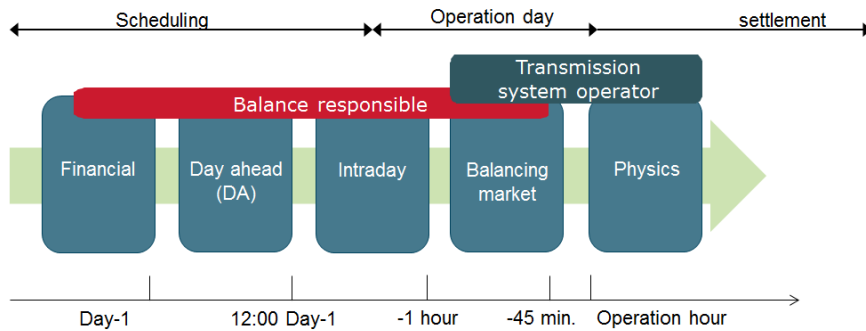 Scheduling
Operation day
settlement
Transmission
system operator
Balance responsible
Financial
Day ahead
(DA)
Intraday
Balancing
market
Physics
Day-1
12:00 Day-1
-1 hour
-45 min.
Operation hour